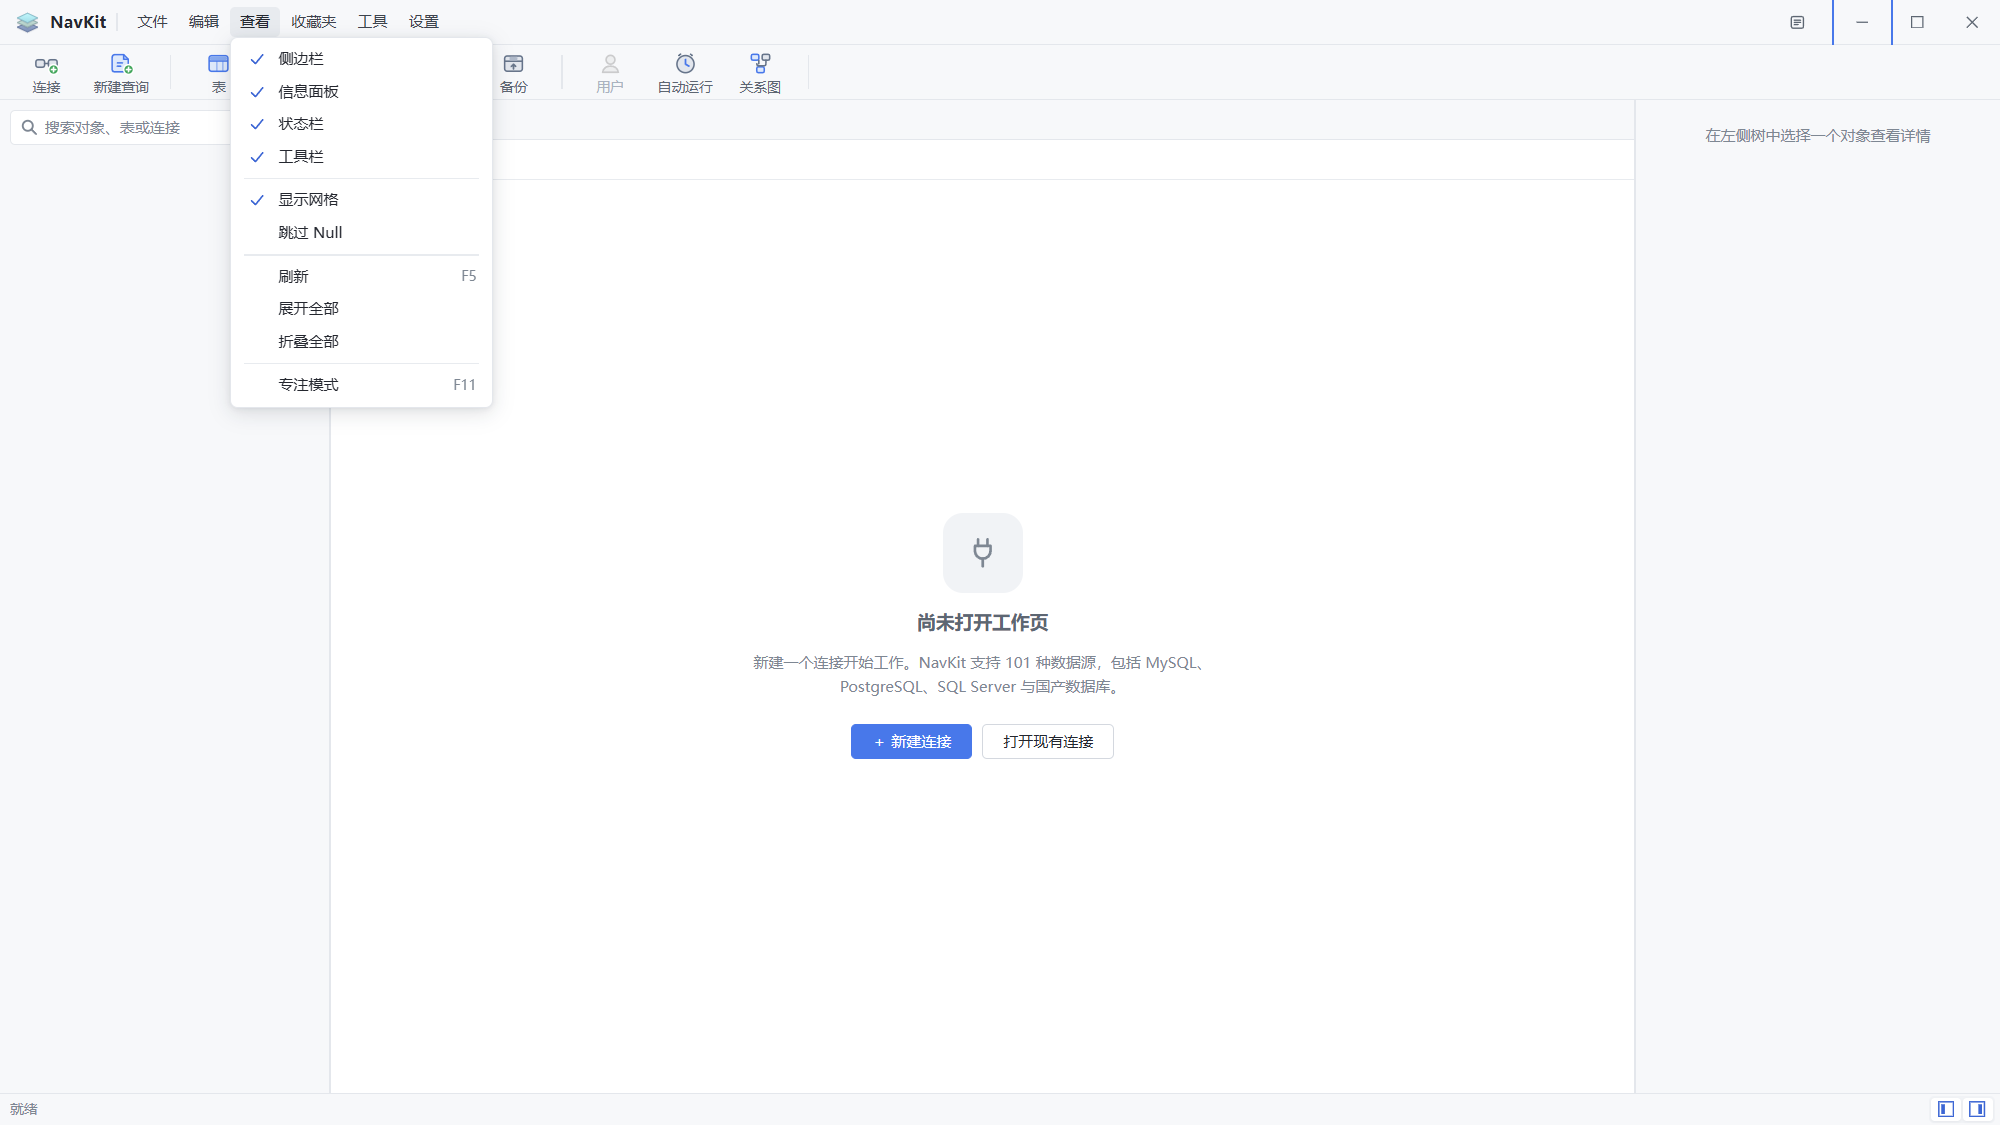 NavKit 文件 编辑 查看 收藏夹 工具 设置
连接 新建查询 表 备份 用户 自动运行 关系图
搜索对象、表或连接
侧边栏
信息面板
状态栏
工具栏
显示网格
跳过 Null
刷新 F5
展开全部
折叠全部
专注模式 F11
在左侧树中选择一个对象查看详情
尚未打开工作页
新建一个连接开始工作。NavKit 支持 101 种数据源，包括 MySQL、
PostgreSQL、SQL Server 与国产数据库。
+ 新建连接 打开现有连接
就绪